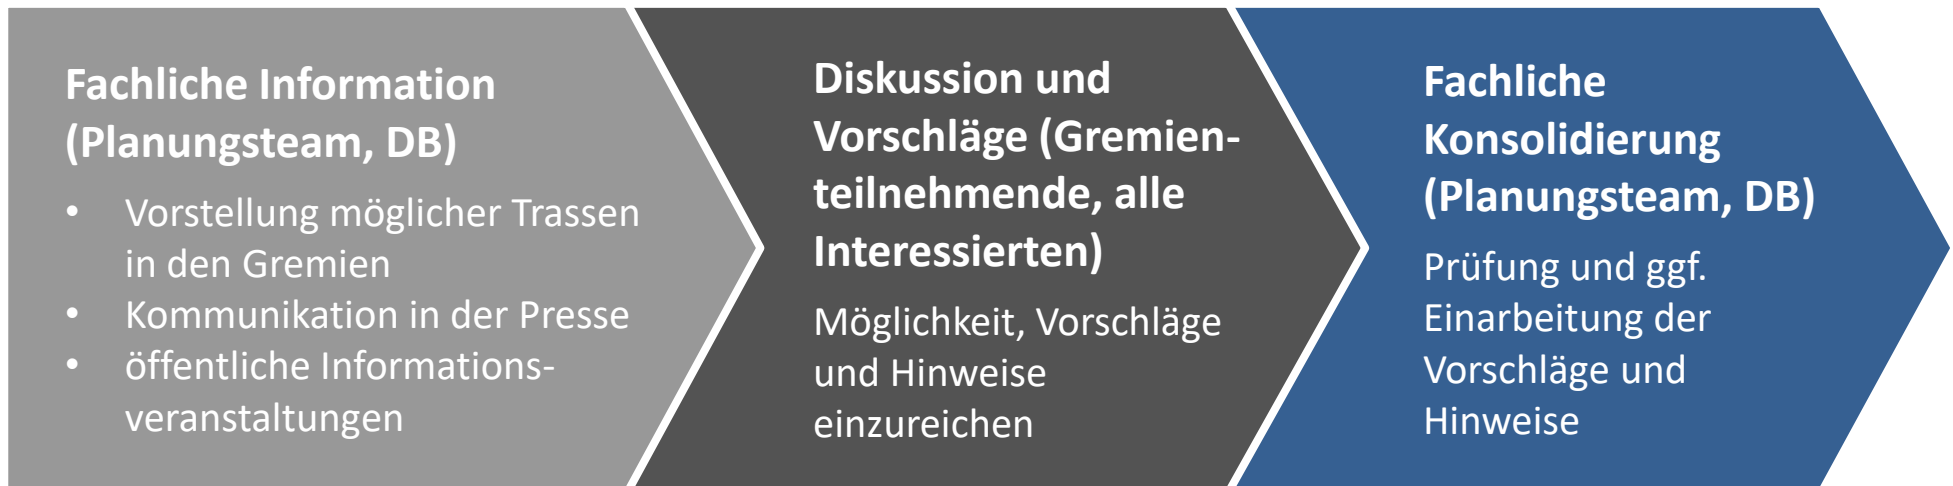 Fachliche Information
(Planungsteam, DB)
• Vorstellung möglicher Trassen
in den Gremien
• Kommunikation in der Presse
• öffentliche Informations-
veranstaltungen
Diskussion und
Vorschläge (Gremien-
teilnehmende, alle
Interessierten)
Möglichkeit, Vorschläge
und Hinweise
einzureichen
Fachliche
Konsolidierung
(Planungsteam, DB)
Prüfung und ggf.
Einarbeitung der
Vorschläge und
Hinweise